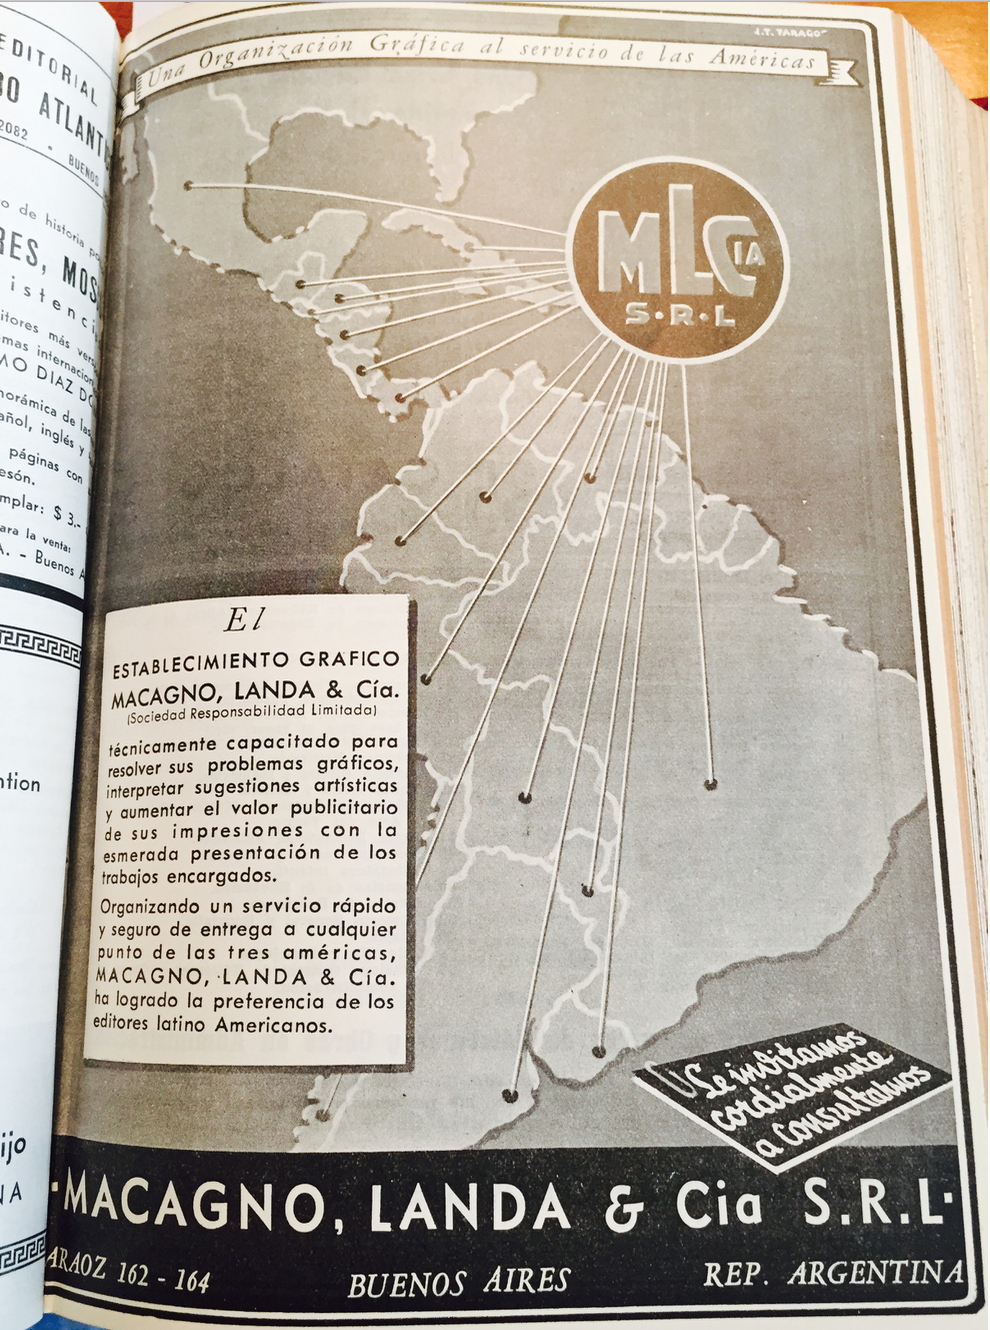 EDITORIAL
ATLANT
2082 • BUENOS
o de historia po
RES, MOS
istenci
itores más vers
mas internacion
MO DIAZ DO
norámica de las
añol, inglés y
páginas con
esón.
mplar: $ 3.-
ara la venta:
A. - Buenos A
ntion
ijo
NA
J.T. TARAGO
Una Organización Gráfica al servicio de las Américas
MLCIA
S·R·L
El
ESTABLECIMIENTO GRAFICO
MACAGNO, LANDA & Cía.
(Sociedad Responsabilidad Limitada)
técnicamente capacitado para
resolver sus problemas gráficos,
interpretar sugestiones artísticas
y aumentar el valor publicitario
de sus impresiones con la
esmerada presentación de los
trabajos encargados.
Organizando un servicio rápido
y seguro de entrega a cualquier
punto de las tres américas,
MACAGNO, LANDA & Cía.
ha logrado la preferencia de los
editores latino Americanos.
Le invitamos
cordialmente
a consultarnos
·MACAGNO, LANDA & Cia S.R.L·
ARAOZ 162 - 164 BUENOS AIRES REP. ARGENTINA